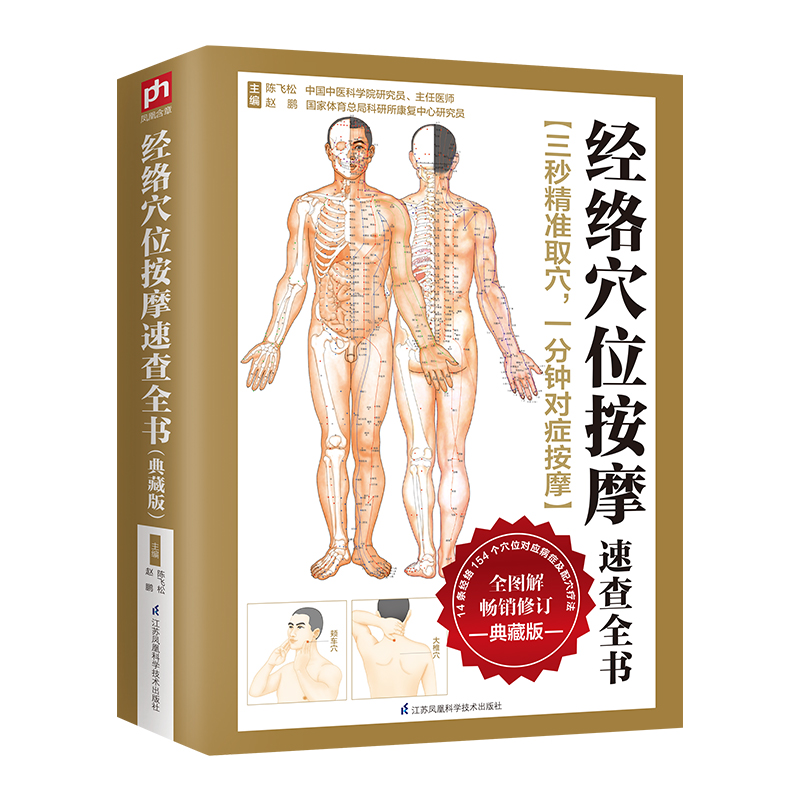 ph
凤凰含章
经络穴位按摩速查全书(典藏版)
主编
陈飞松
赵 鹏
江苏凤凰科学技术出版社
主编
陈飞松 中国中医科学院研究员、主任医师
赵 鹏 国家体育总局科研所康复中心研究员
经络穴位按摩
速查全书
【三秒精准取穴，一分钟对症按摩】
14条经络 154个穴位对应病症及配穴疗法
全图解
畅销修订
—典藏版—
颊车穴
大椎穴
江苏凤凰科学技术出版社